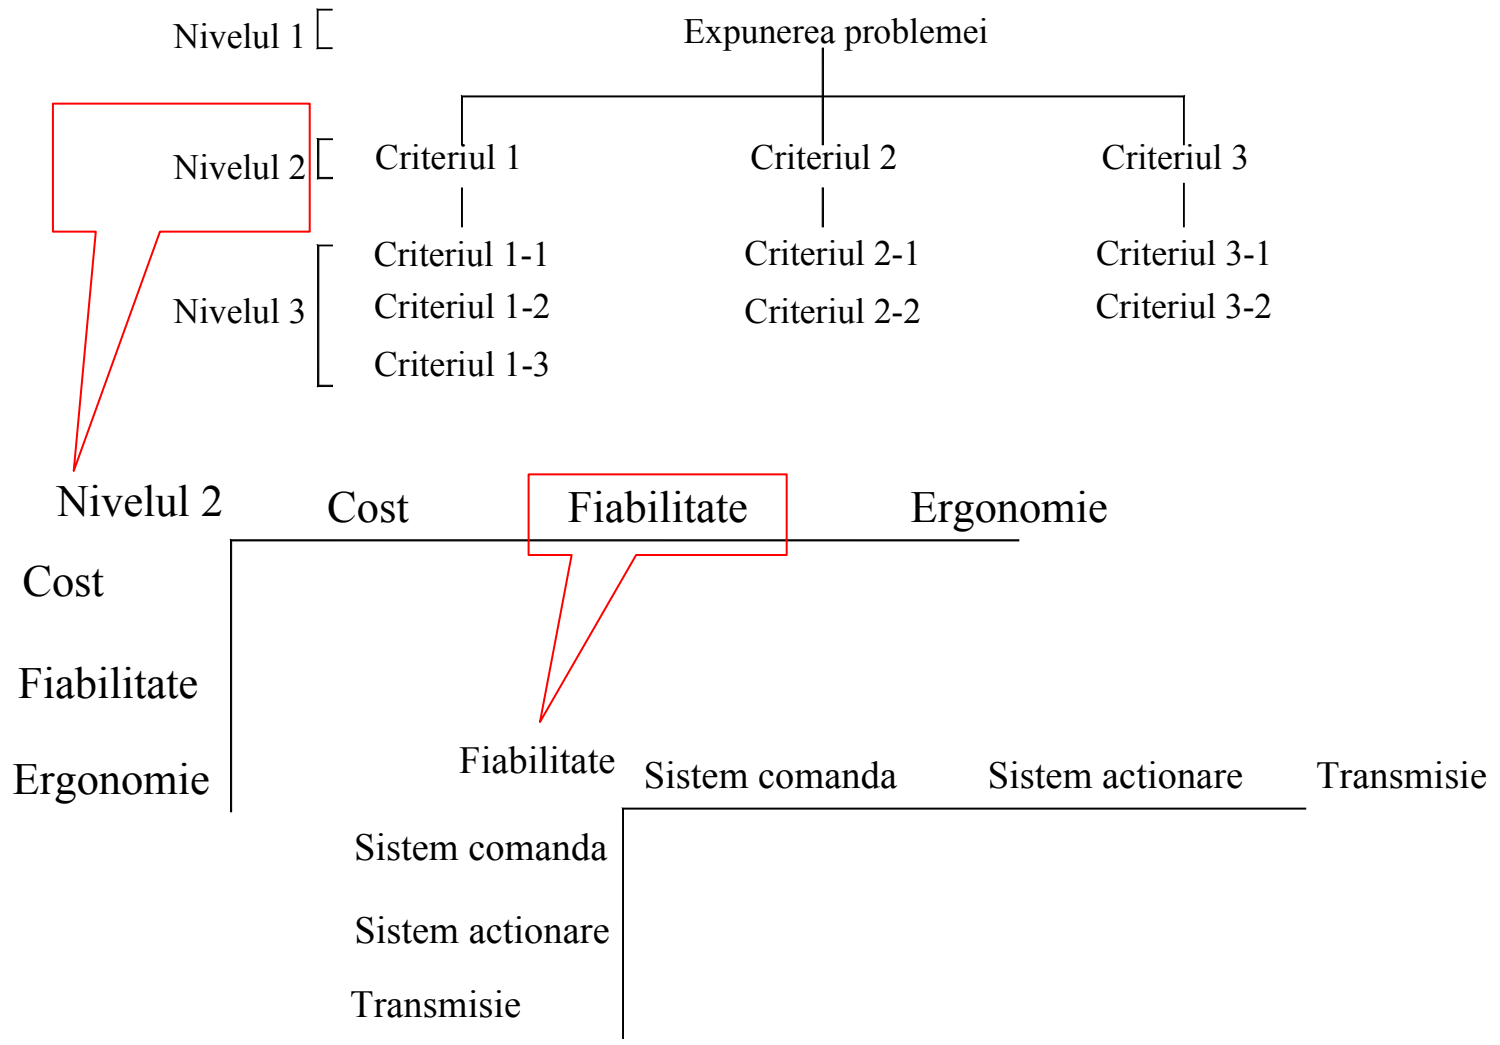 Nivelul 1
Expunerea problemei
Nivelul 2
Criteriul 1
Criteriul 2
Criteriul 3
Nivelul 3
Criteriul 1-1
Criteriul 2-1
Criteriul 3-1
Criteriul 1-2
Criteriul 2-2
Criteriul 3-2
Criteriul 1-3
Nivelul 2
Cost
Fiabilitate
Ergonomie
Cost
Fiabilitate
Ergonomie
Fiabilitate
Sistem comanda
Sistem actionare
Transmisie
Sistem comanda
Sistem actionare
Transmisie